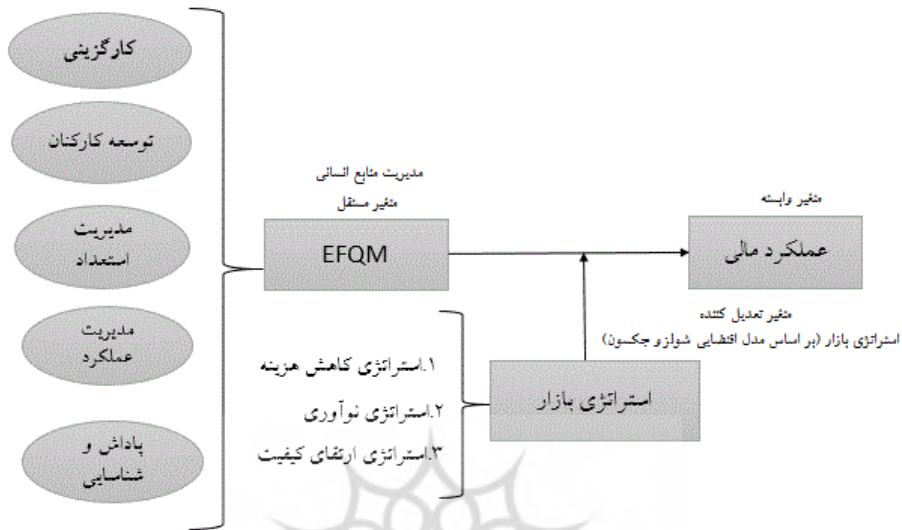 کارگزینی
توسعه کارکنان
مدیریت
استعداد
مدیریت
عملکرد
پاداش و
شناسایی
مدیریت منابع انسانی
متغیر مستقل
EFQM
متغیر وابسته
عملکرد مالی
متغیر تعدیل کننده
استراتژی بازار (بر اساس مدل اقتضایی شولر و جکسون)
استراتژی بازار
۱.استراتژی کاهش هزینه
۲.استراتژی نوآوری
۳.استراتژی ارتقای کیفیت